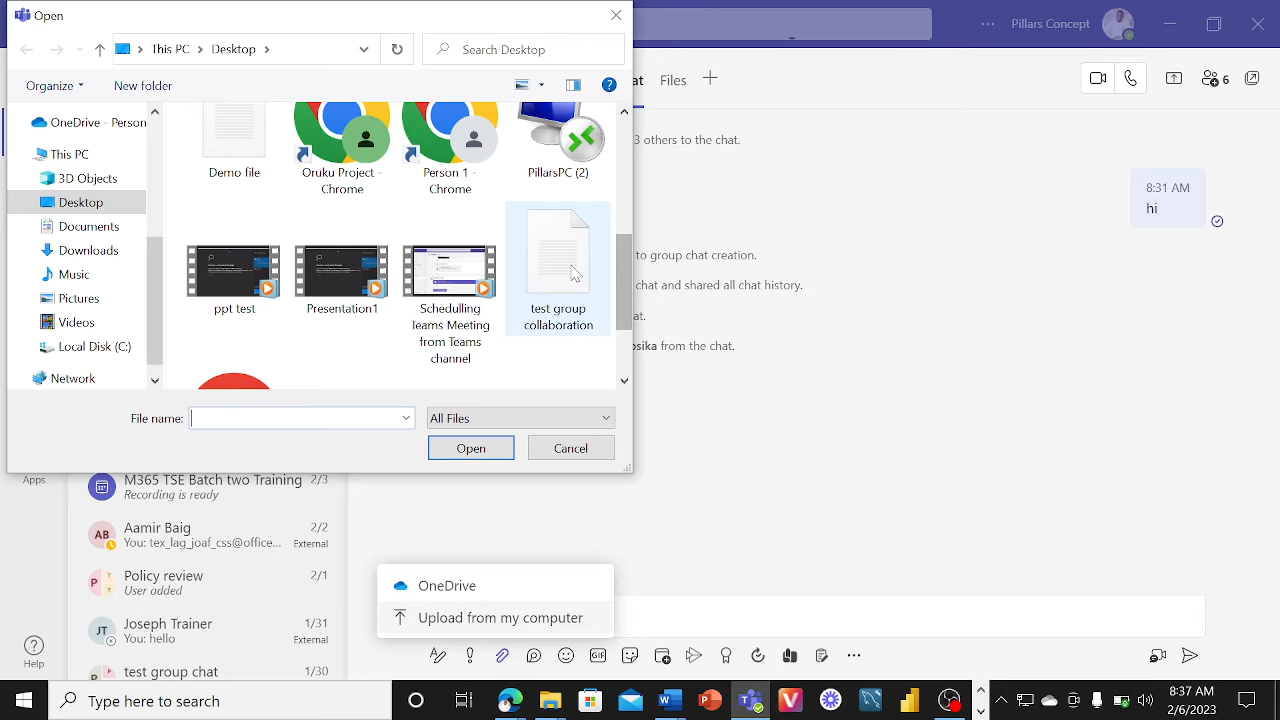 Open
This PC
Desktop
Search Desktop
Organize
New folder
OneDrive - Person
This PC
3D Objects
Desktop
Documents
Downloads
Music
Pictures
Videos
Local Disk (C:)
Network
Demo file
Oruku Project -
Chrome
Person 1 -
Chrome
PillarsPC (2)
ppt test
Presentation1
Scheduling
Teams Meeting
from Teams
channel
test group
collaboration
File name:
All Files
Open
Cancel
Pillars Concept
at
Files
6
3 others to the chat.
8:31 AM
hi
to group chat creation.
chat and shared all chat history.
at.
osika from the chat.
Apps
M365 TSE Batch two Training
2/3
Recording is ready
AB
Aamir Baig
2/2
You: tex_lag_joaf_css@office...
External
P
t
Policy review
2/1
User added
JT
Joseph Trainer
1/31
You: hello
External
P
test group chat
1/30
Help
OneDrive
Upload from my computer
GIF
Type here to search
8:37 AM
2/6/2023